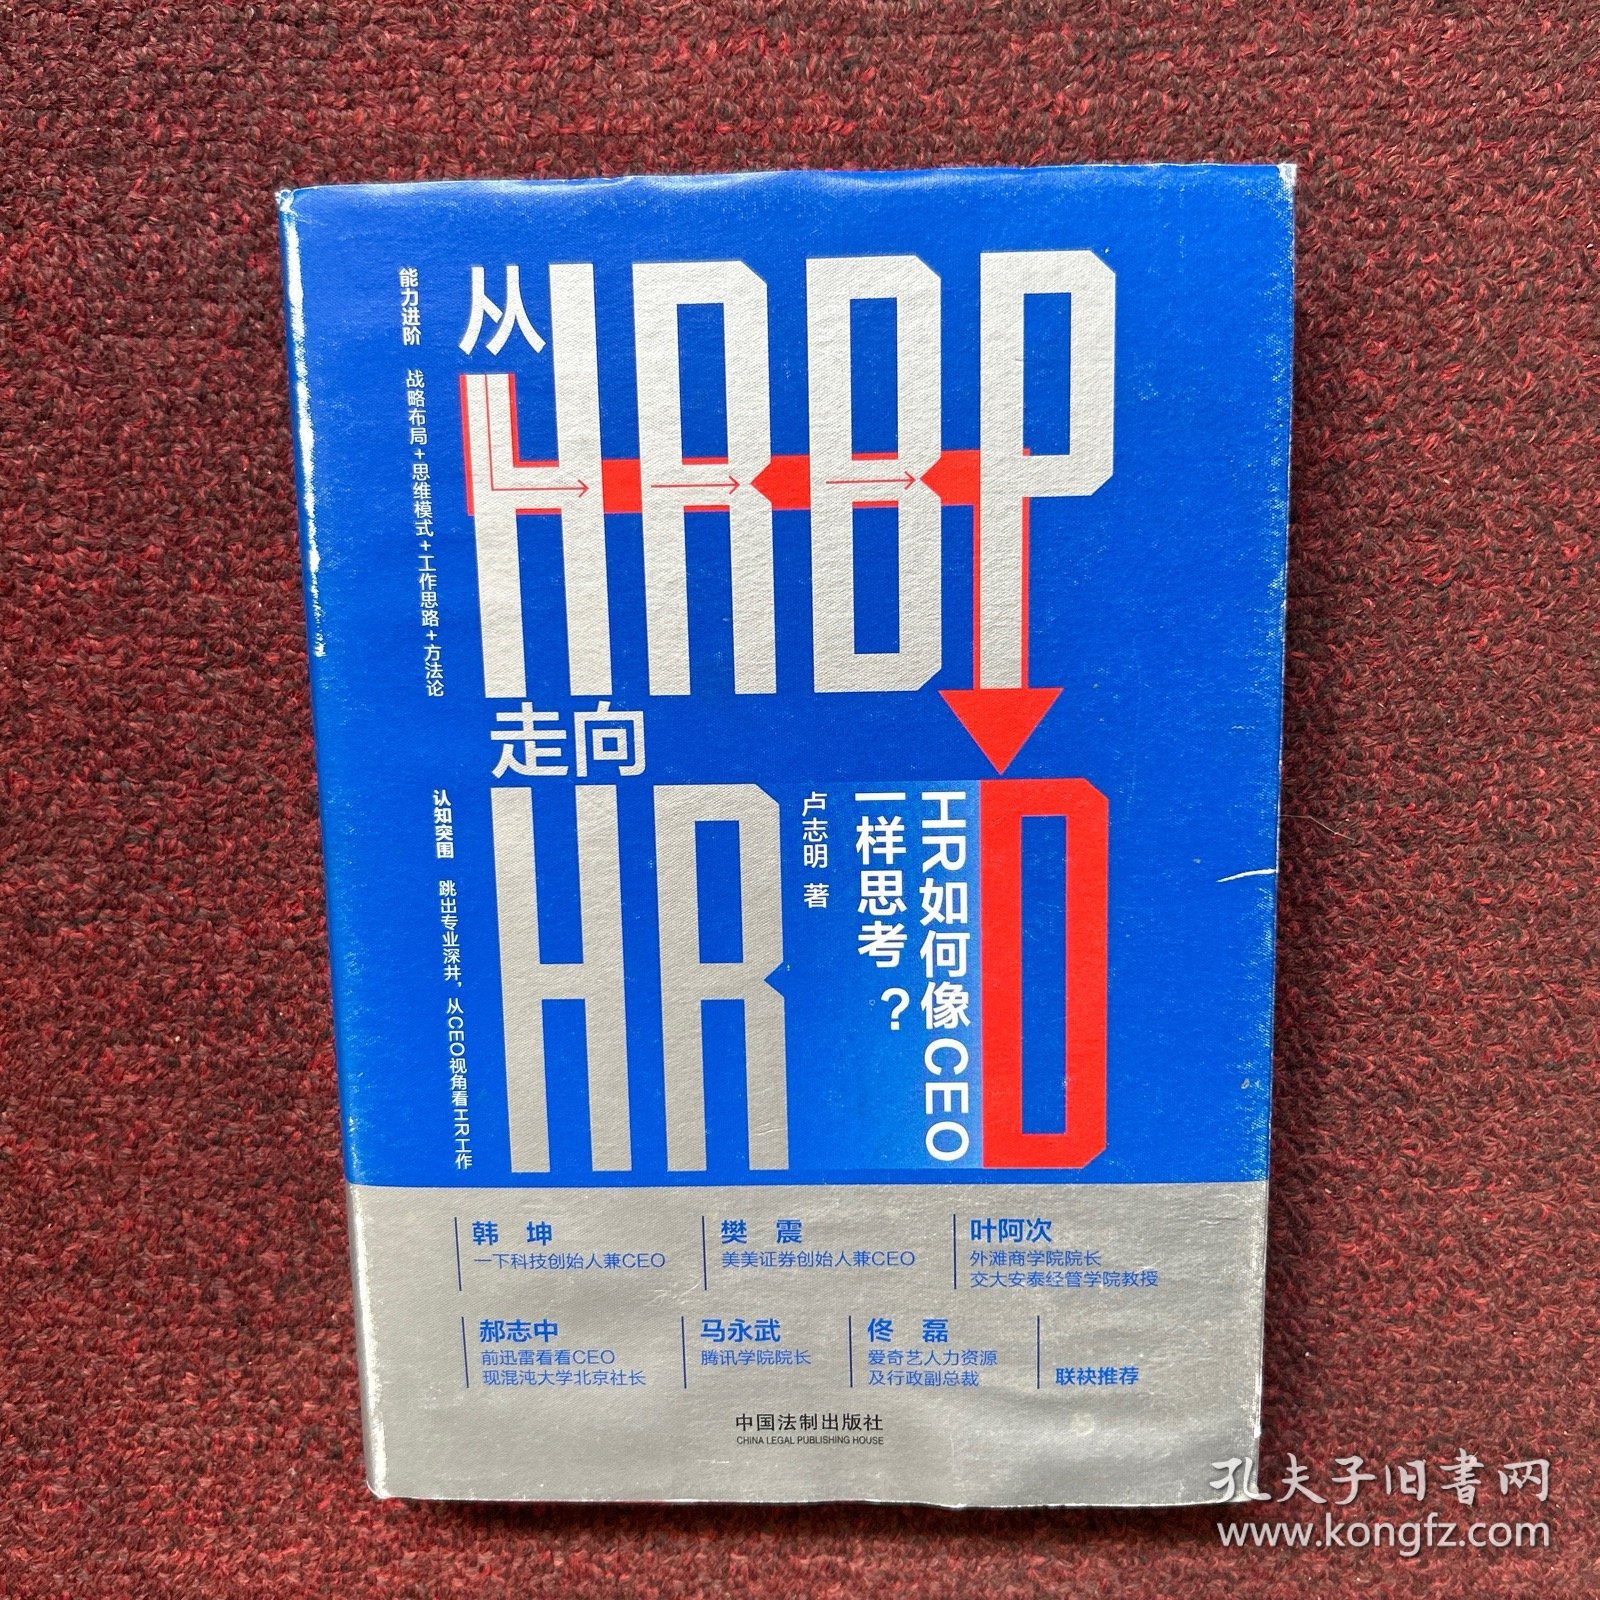 从
HRBP
走向
HRD
HR如何像CEO
一样思考？
卢志明 著
能力进阶 战略布局+思维模式+工作思路+方法论
认知突围 跳出专业深井，从CEO视角看HR工作
韩 坤
一下科技创始人兼CEO
樊 震
美美证券创始人兼CEO
叶阿次
外滩商学院院长
交大安泰经管学院教授
郝志中
前迅雷看看CEO
现混沌大学北京社长
马永武
腾讯学院院长
佟 磊
爱奇艺人力资源
及行政副总裁
联袂推荐
中国法制出版社
CHINA LEGAL PUBLISHING HOUSE
孔夫子旧书网
www.kongfz.com